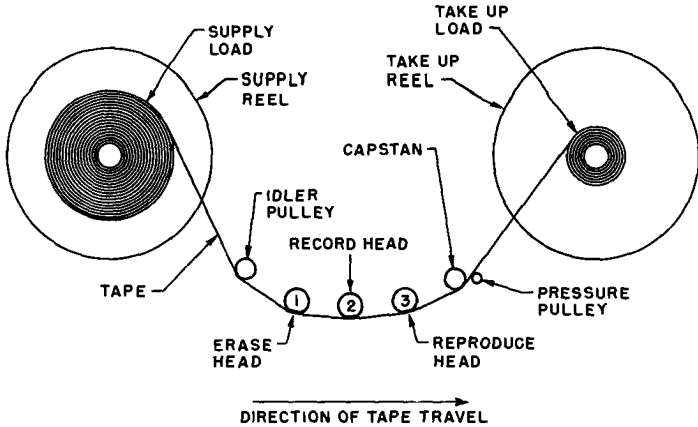 SUPPLY
LOAD
SUPPLY
REEL
TAKE UP
LOAD
TAKE UP
REEL
CAPSTAN
IDLER
PULLEY
RECORD HEAD
TAPE
1
2
3
PRESSURE
PULLEY
ERASE
HEAD
REPRODUCE
HEAD
DIRECTION OF TAPE TRAVEL